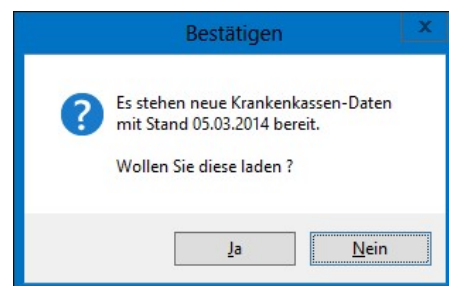 Bestätigen
x
Es stehen neue Krankenkassen-Daten
mit Stand 05.03.2014 bereit.
Wollen Sie diese laden ?
Ja
Nein